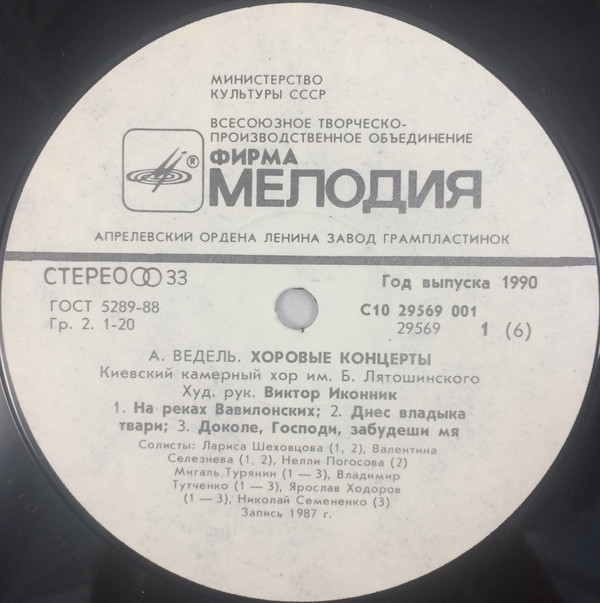 МИНИСТЕРСТВО
КУЛЬТУРЫ СССР
ВСЕСОЮЗНОЕ ТВОРЧЕСКО-
ПРОИЗВОДСТВЕННОЕ ОБЪЕДИНЕНИЕ
®
ФИРМА
МЕЛОДИЯ
АПРЕЛЕВСКИЙ ОРДЕНА ЛЕНИНА ЗАВОД ГРАМПЛАСТИНОК
СТЕРЕО 33
Год выпуска 1990
ГОСТ 5289-88
С10 29569 001
Гр. 2. 1-20
29569 1 (6)
А. ВЕДЕЛЬ. ХОРОВЫЕ КОНЦЕРТЫ
Киевский камерный хор им. Б. Лятошинского
Худ. рук. Виктор Иконник
1. На реках Вавилонских; 2. Днес владыка
твари; 3. Доколе, Господи, забудеши мя
Солисты: Лариса Шеховцова (1, 2), Валентина
Селезнева (1, 2), Нелли Погосова (2)
Мигаль Турянин (1 — 3), Владимир
Тутченко (1 — 3), Ярослав Ходоров
(1 — 3), Николай Семененко (3)
Запись 1987 г.